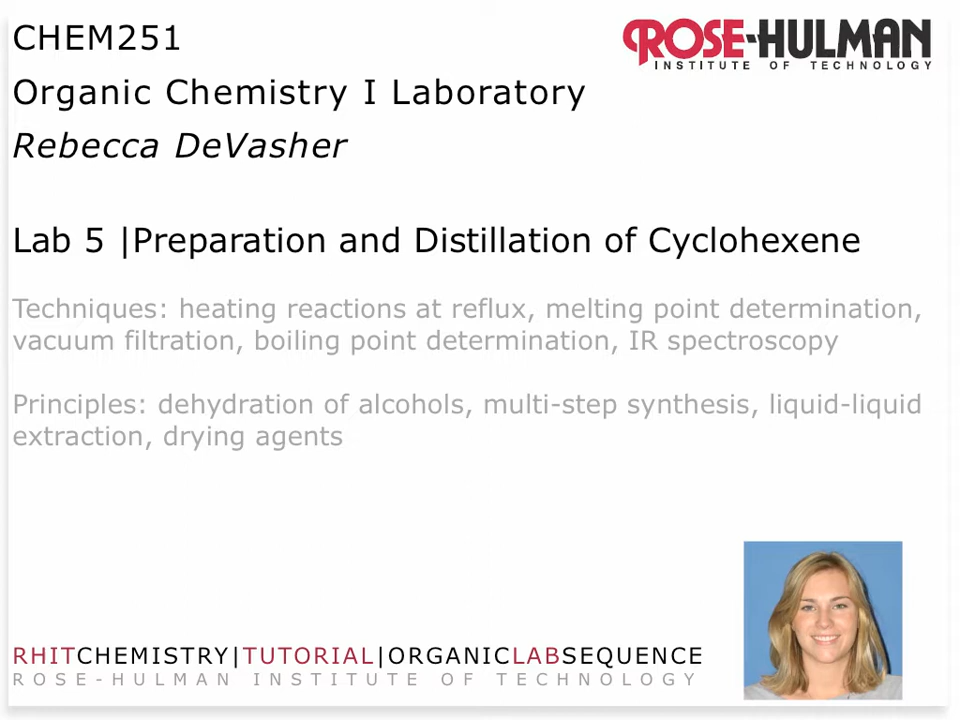 CHEM251
ROSE-HULMAN
INSTITUTE OF TECHNOLOGY
Organic Chemistry I Laboratory
Rebecca DeVasher
Lab 5 |Preparation and Distillation of Cyclohexene
Techniques: heating reactions at reflux, melting point determination,
vacuum filtration, boiling point determination, IR spectroscopy
Principles: dehydration of alcohols, multi-step synthesis, liquid-liquid
extraction, drying agents
RHITCHEMISTRY|TUTORIAL|ORGANICLABSEQUENCE
ROSE-HULMAN INSTITUTE OF TECHNOLOGY